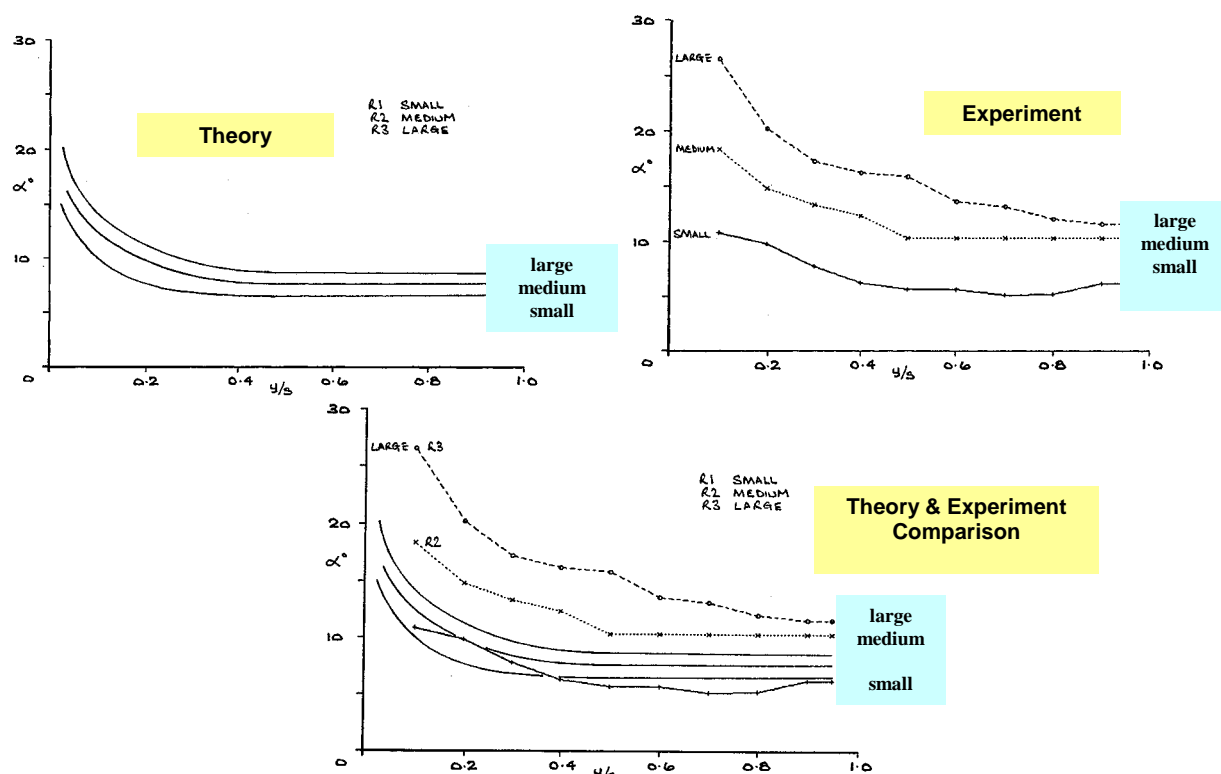 30
20
α°
10
0
0.2
0.4
0.6
0.8
1.0
y/s
Theory
R1 SMALL
R2 MEDIUM
R3 LARGE
large
medium
small
30
20
α°
10
0
0.2
0.4
0.6
0.8
1.0
y/s
LARGE
MEDIUM
SMALL
Experiment
large
medium
small
30
20
α°
10
0
0.2
0.4
0.6
0.8
1.0
y/s
LARGE R3
R2
R1 SMALL
R2 MEDIUM
R3 LARGE
Theory & Experiment
Comparison
large
medium
small